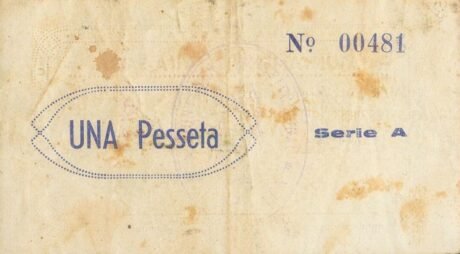 Nº 00481
UNA Pesseta
Serie A